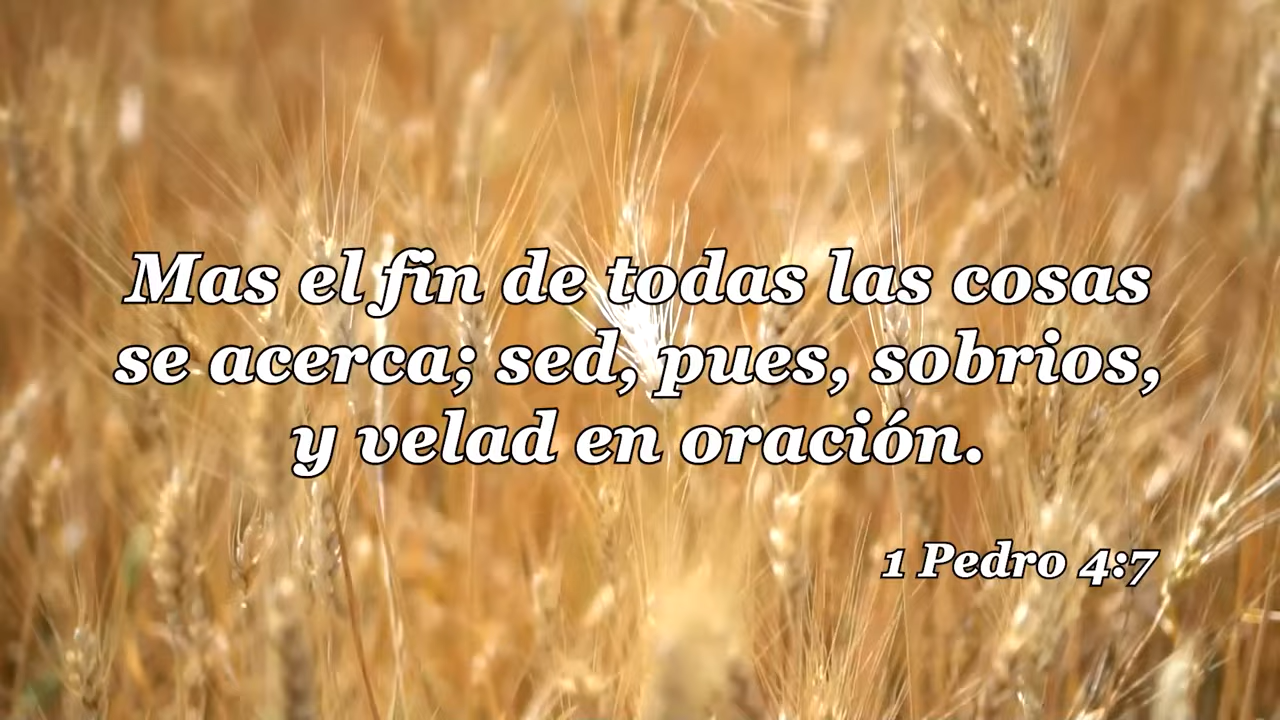 Mas el fin de todas las cosas
se acerca; sed, pues, sobrios,
y velad en oración.
1 Pedro 4:7